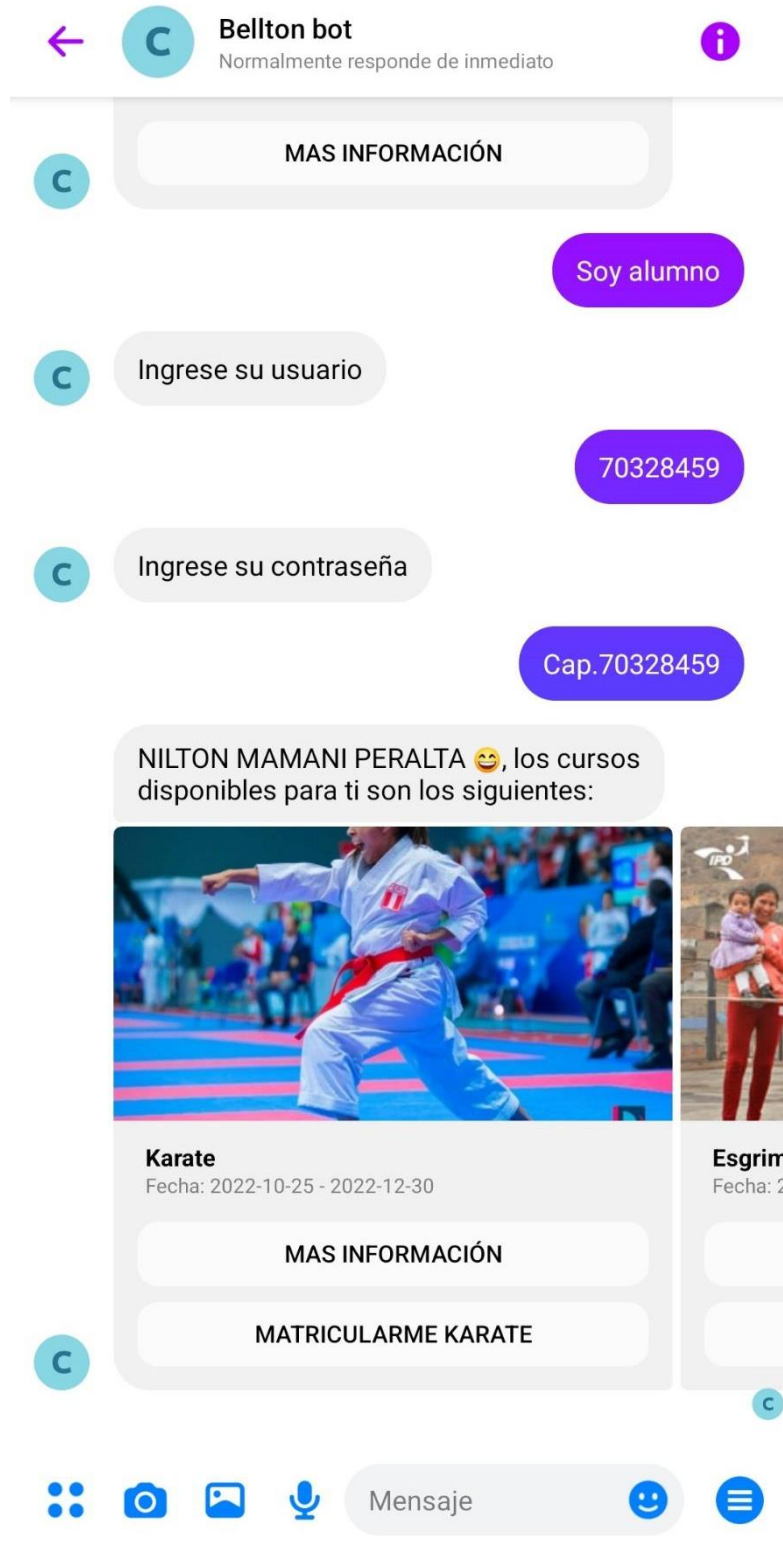 C
Bellton bot
Normalmente responde de inmediato
i
MAS INFORMACIÓN
C
Soy alumno
C
Ingrese su usuario
70328459
C
Ingrese su contraseña
Cap.70328459
NILTON MAMANI PERALTA 😄, los cursos
disponibles para ti son los siguientes:
IPD
Karate
Fecha: 2022-10-25 - 2022-12-30
MAS INFORMACIÓN
MATRICULARME KARATE
Esgrim
Fecha: 2
C
C
Mensaje